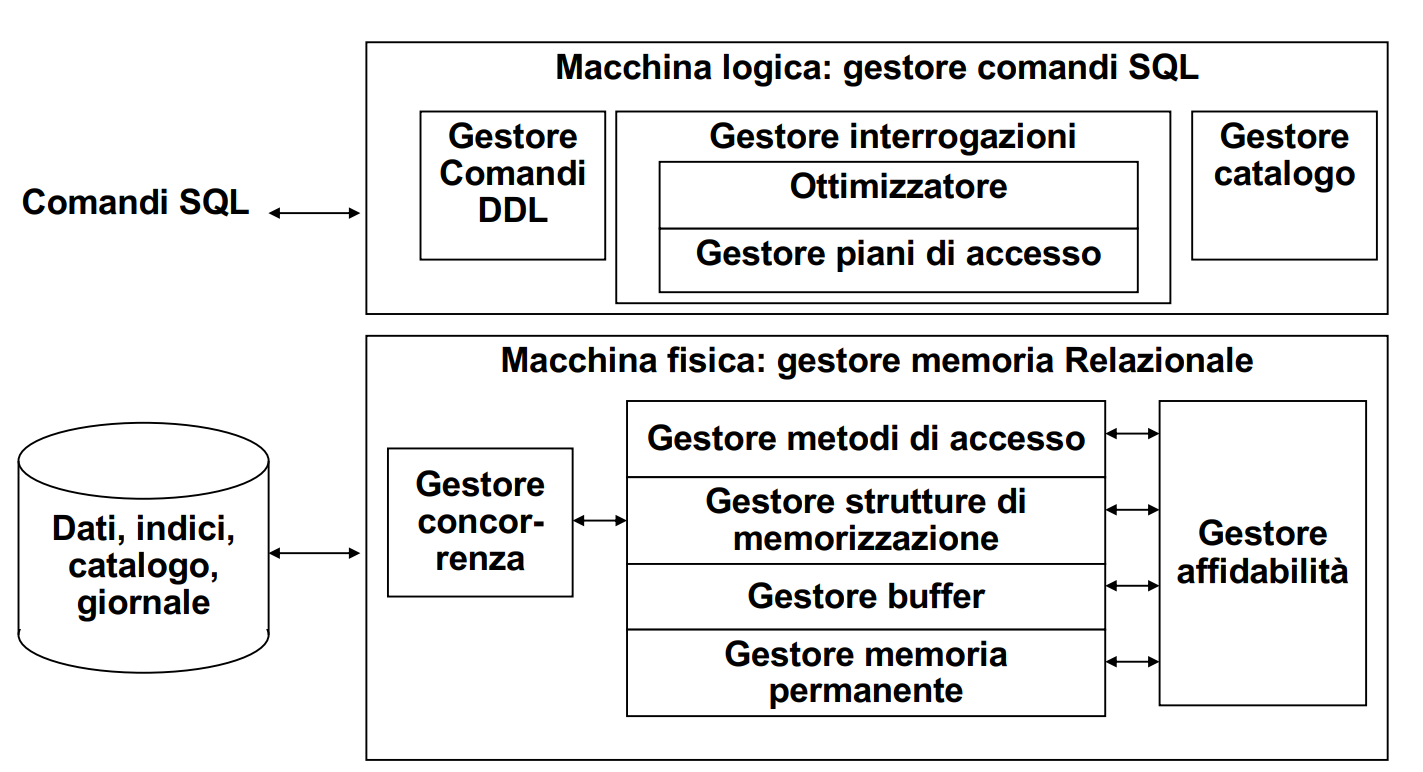 Macchina logica: gestore comandi SQL
Gestore
Comandi
DDL
Gestore interrogazioni
Ottimizzatore
Gestore piani di accesso
Gestore
catalogo
Comandi SQL
Macchina fisica: gestore memoria Relazionale
Gestore
concor-
renza
Gestore metodi di accesso
Gestore strutture di
memorizzazione
Gestore buffer
Gestore memoria
permanente
Gestore
affidabilità
Dati, indici,
catalogo,
giornale